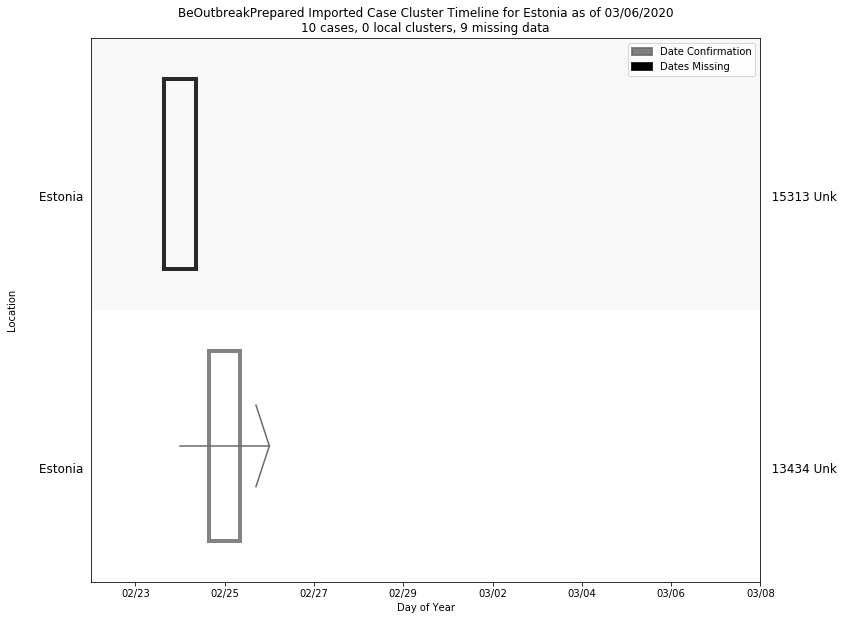 BeOutbreakPrepared Imported Case Cluster Timeline for Estonia as of 03/06/2020
10 cases, 0 local clusters, 9 missing data
Date Confirmation
Dates Missing
Estonia
15313 Unk
Location
Estonia
13434 Unk
02/23 02/25 02/27 02/29 03/02 03/04 03/06 03/08
Day of Year